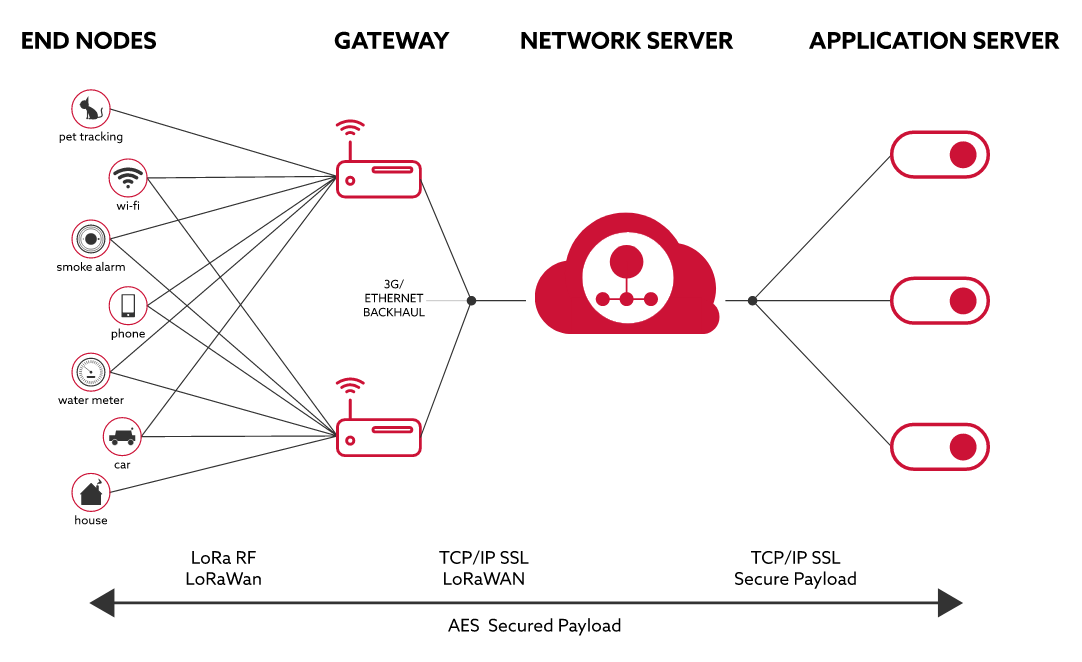 END NODES
GATEWAY
NETWORK SERVER
APPLICATION SERVER
pet tracking
wi-fi
smoke alarm
phone
water meter
car
house
3G/
ETHERNET
BACKHAUL
LoRa RF
LoRaWan
TCP/IP SSL
LoRaWAN
TCP/IP SSL
Secure Payload
AES Secured Payload